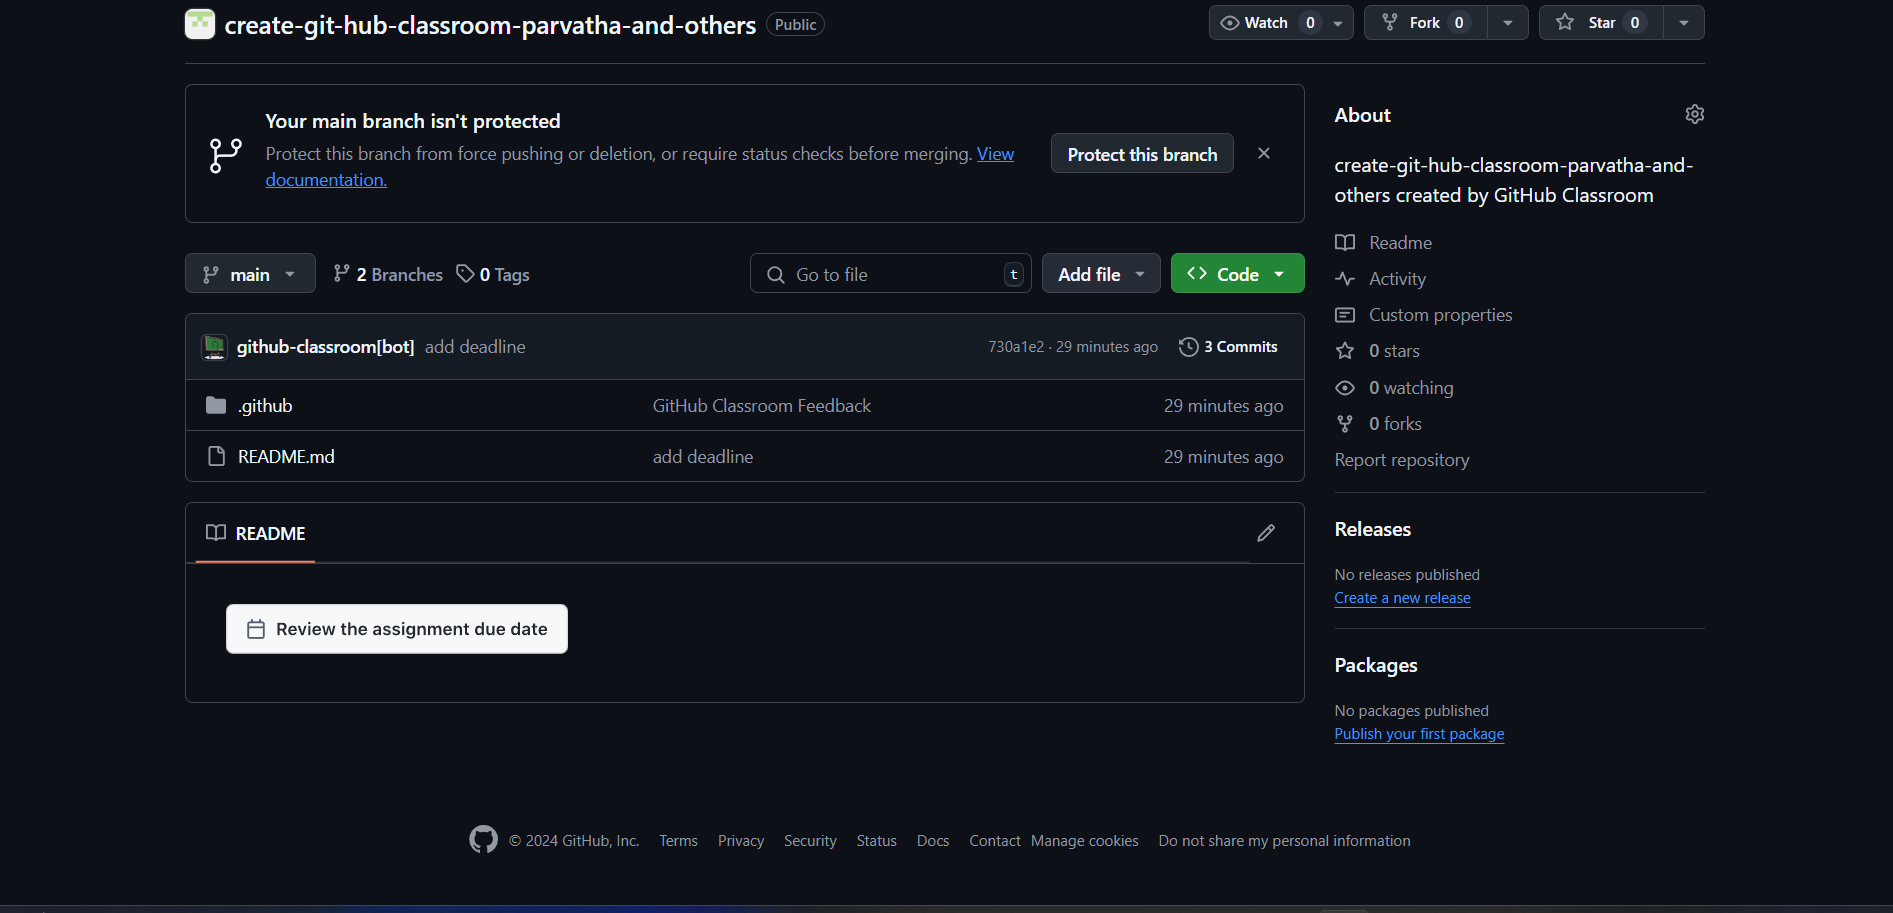 create-git-hub-classroom-parvatha-and-others Public
Watch 0
Fork 0
Star 0
Your main branch isn't protected
Protect this branch from force pushing or deletion, or require status checks before merging. View
documentation.
Protect this branch
main
2 Branches
0 Tags
Go to file
t
Add file
Code
github-classroom[bot] add deadline
730a1e2 · 29 minutes ago
3 Commits
.github GitHub Classroom Feedback 29 minutes ago
README.md add deadline 29 minutes ago
README
Review the assignment due date
About
create-git-hub-classroom-parvatha-and-
others created by GitHub Classroom
Readme
Activity
Custom properties
0 stars
0 watching
0 forks
Report repository
Releases
No releases published
Create a new release
Packages
No packages published
Publish your first package
© 2024 GitHub, Inc. Terms Privacy Security Status Docs Contact Manage cookies Do not share my personal information